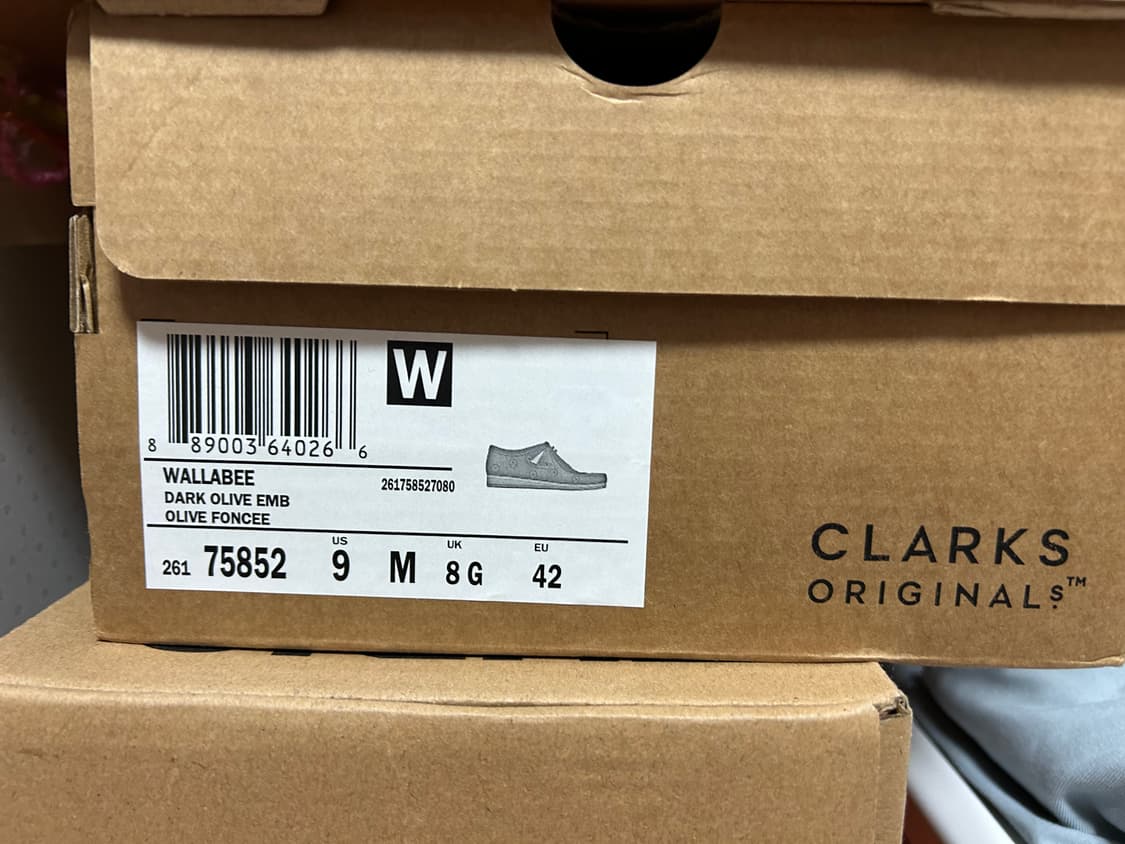 W
8 89003 64026 6
WALLABEE
261758527080
DARK OLIVE EMB
OLIVE FONCEE
US UK EU
261 75852 9 M 8 G 42
CLARKS
ORIGINALS™